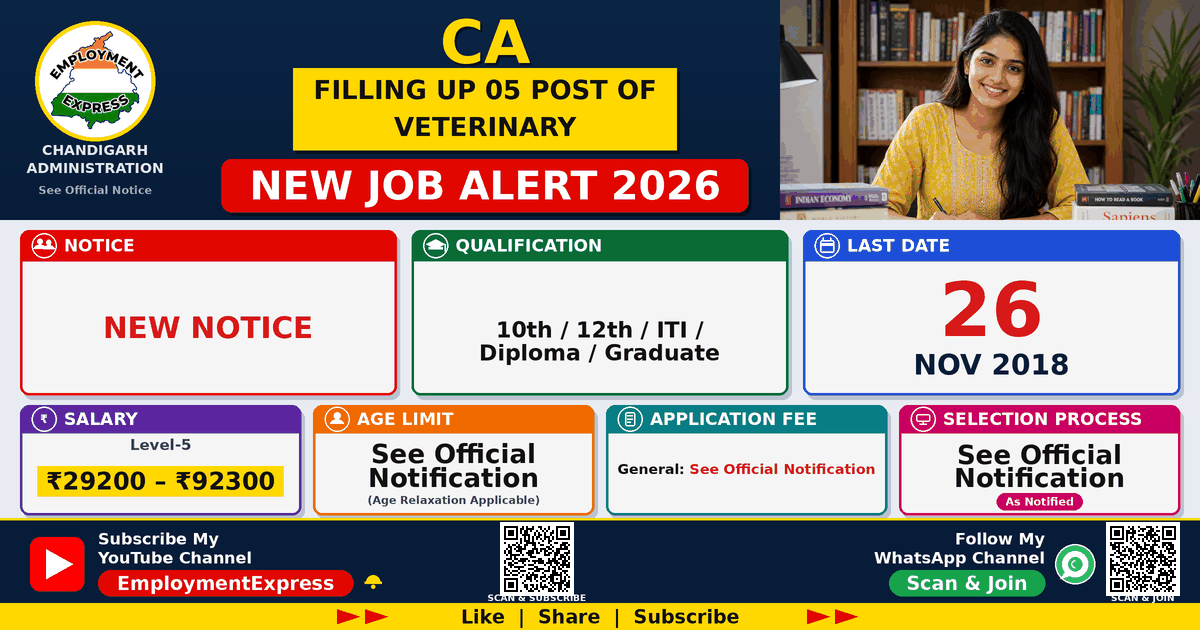 EMPLOYMENT
EXPRESS
CHANDIGARH
ADMINISTRATION
See Official Notice
CA
FILLING UP 05 POST OF
VETERINARY
NEW JOB ALERT 2026
INDIAN ECONOMY
HOW TO READ A BOOK
Sapiens
NOTICE
NEW NOTICE
QUALIFICATION
10th / 12th / ITI /
Diploma / Graduate
LAST DATE
26
NOV 2018
₹ SALARY
Level-5
₹29200 – ₹92300
AGE LIMIT
See Official
Notification
(Age Relaxation Applicable)
APPLICATION FEE
General: See Official Notification
SELECTION PROCESS
See Official
Notification
As Notified
Subscribe My
YouTube Channel
EmploymentExpress
SCAN & SUBSCRIBE
Follow My
WhatsApp Channel
Scan & Join
SCAN & JOIN
Like | Share | Subscribe